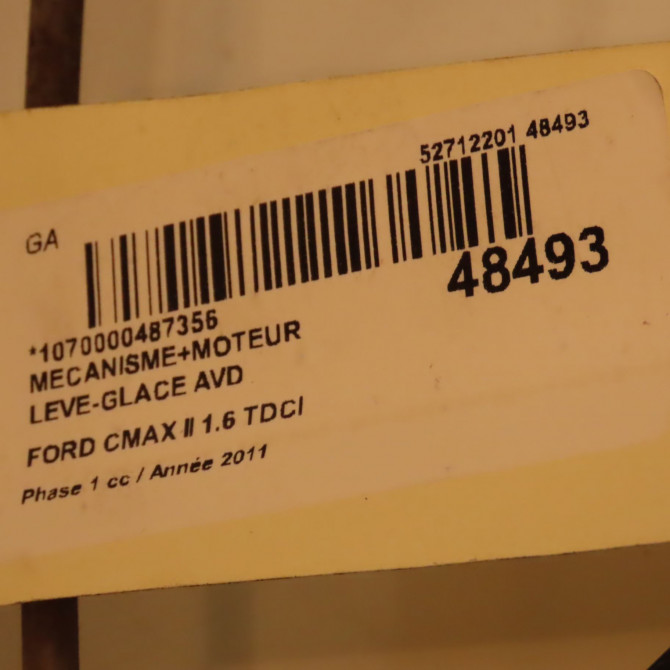 52712201 48493
GA
48493
*1070000487356
MECANISME+MOTEUR
LEVE-GLACE AVD
FORD CMAX II 1.6 TDCI
Phase 1 cc / Année 2011